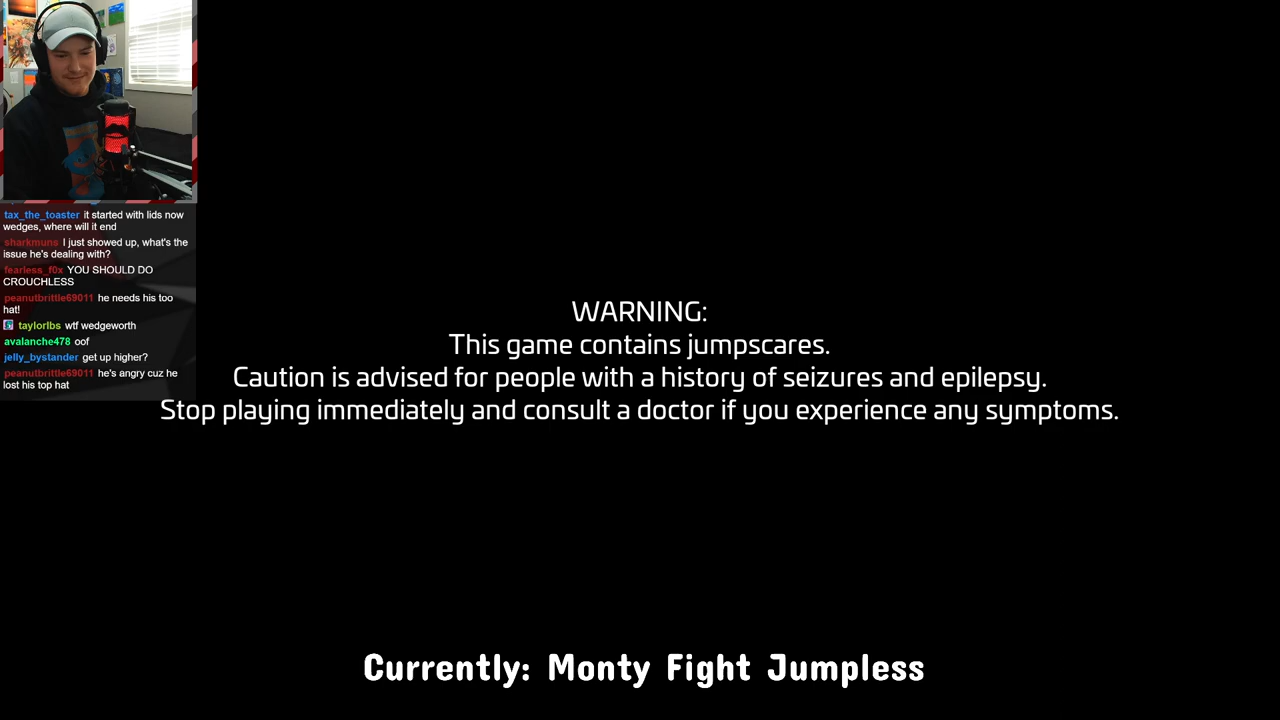 tax_the_toaster it started with lids now
wedges, where will it end
sharkmuns I just showed up, what's the
issue he's dealing with?
fearless_f0x YOU SHOULD DO
CROUCHLESS
peanutbrittle69011 he needs his too
hat!
taylorlbs wtf wedgeworth
avalanche478 oof
jelly_bystander get up higher?
peanutbrittle69011 he's angry cuz he
lost his top hat
WARNING:
This game contains jumpscares.
Caution is advised for people with a history of seizures and epilepsy.
Stop playing immediately and consult a doctor if you experience any symptoms.
Currently: Monty Fight Jumpless